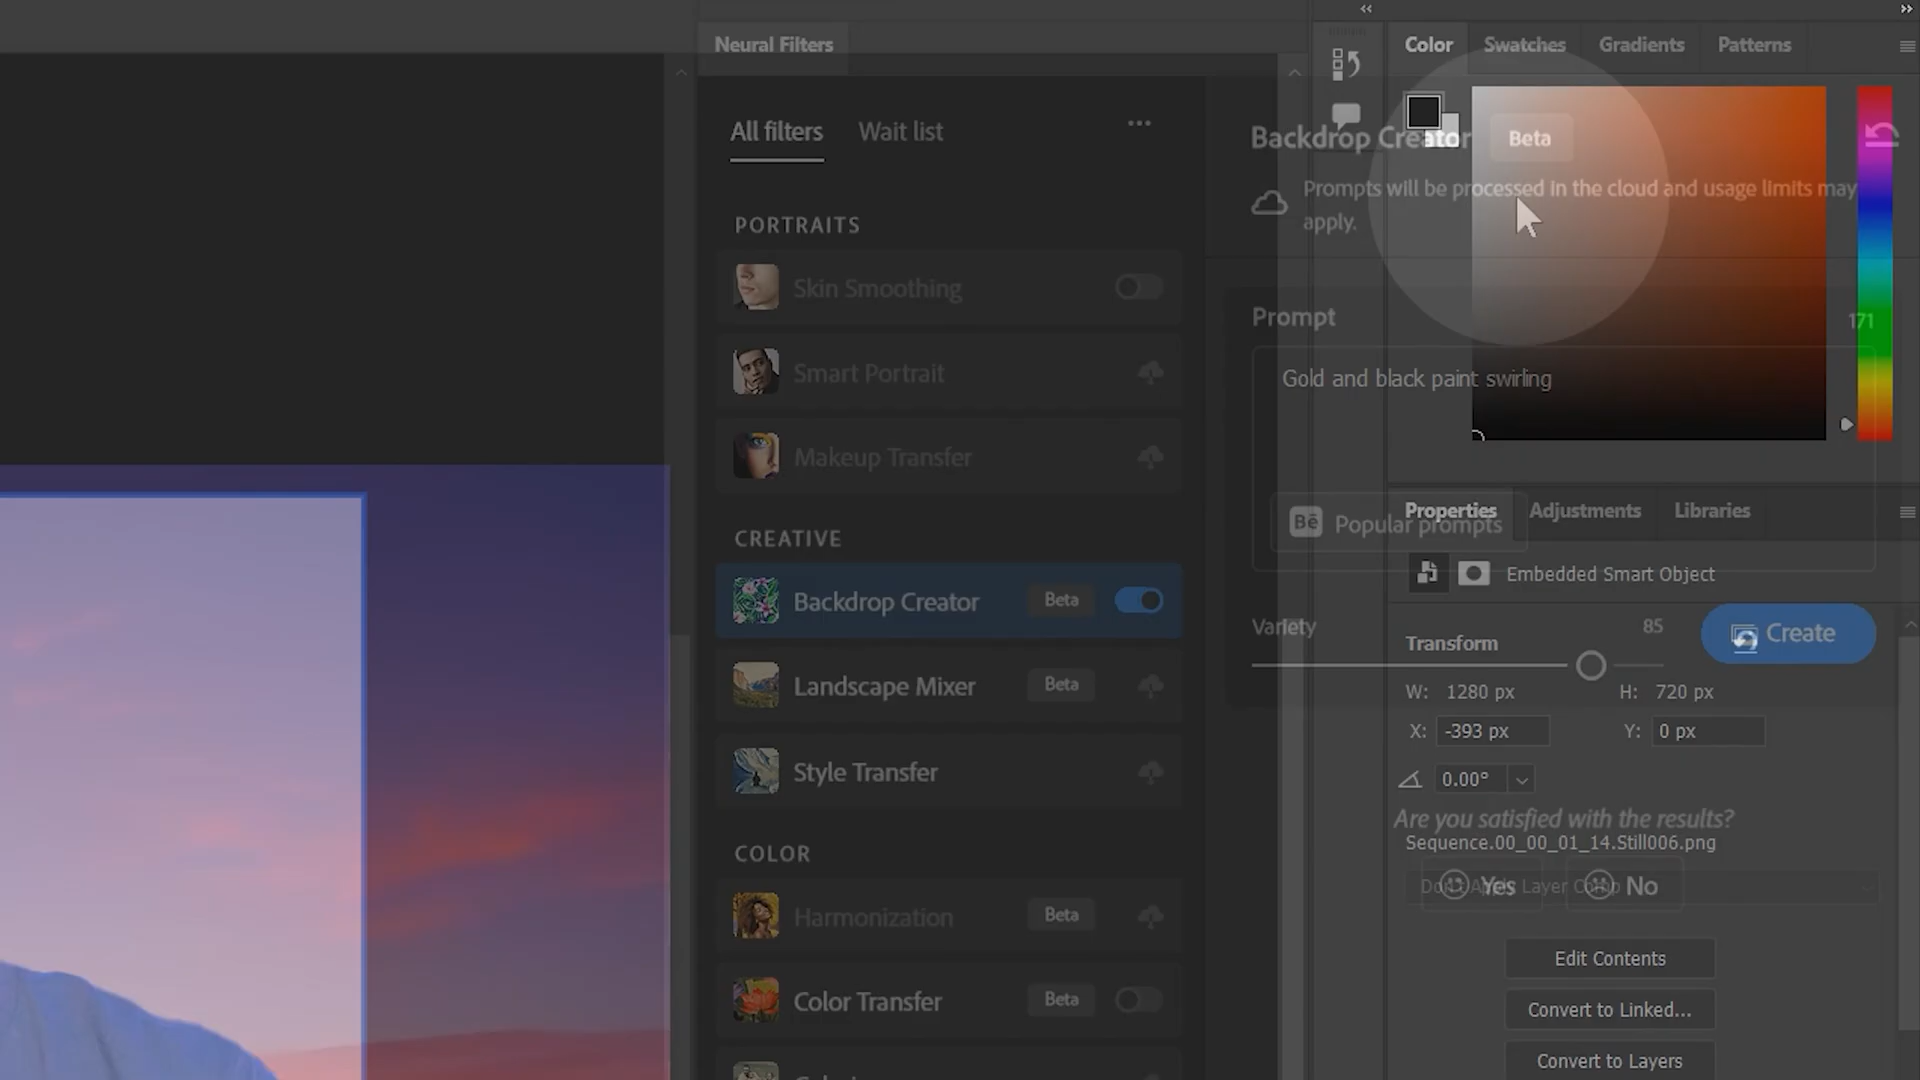 Neural Filters
All filters
Wait list
PORTRAITS
Skin Smoothing
Smart Portrait
Makeup Transfer
CREATIVE
Backdrop Creator
Beta
Landscape Mixer
Beta
Style Transfer
COLOR
Harmonization
Beta
Color Transfer
Beta
Color
Swatches
Gradients
Patterns
Backdrop Creator
Beta
Prompts will be processed in the cloud and usage limits may
apply.
Prompt
171
Gold and black paint swirling
Bē Popular prompts
Variety
85
Create
Properties
Adjustments
Libraries
Embedded Smart Object
Transform
W: 1280 px
H: 720 px
X: -393 px
Y: 0 px
0.00°
Are you satisfied with the results?
Sequence.00_00_01_14.Still006.png
Yes
No
Edit Contents
Convert to Linked...
Convert to Layers